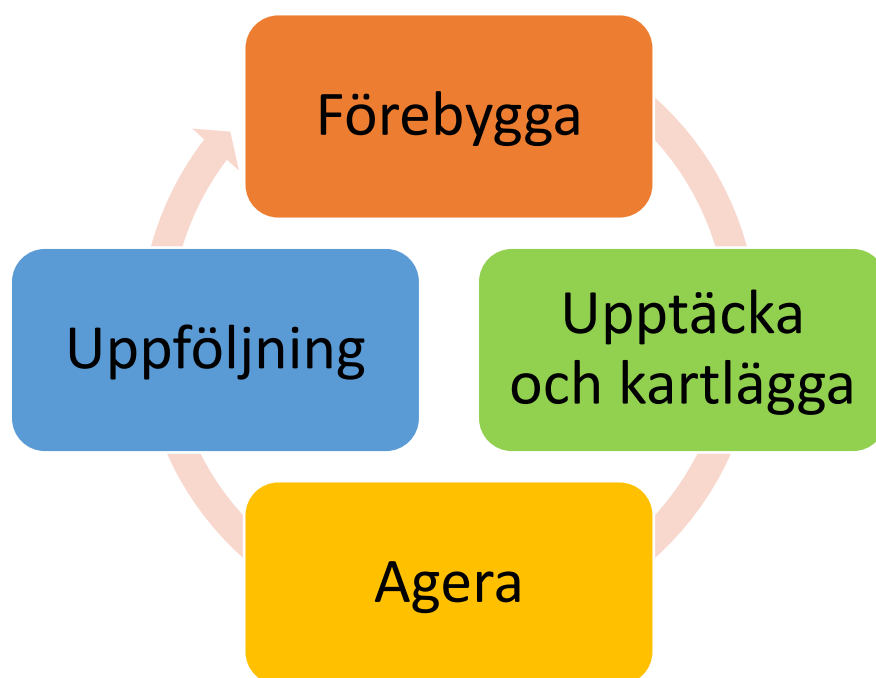 Förebygga
Upptäcka
och kartlägga
Agera
Uppföljning